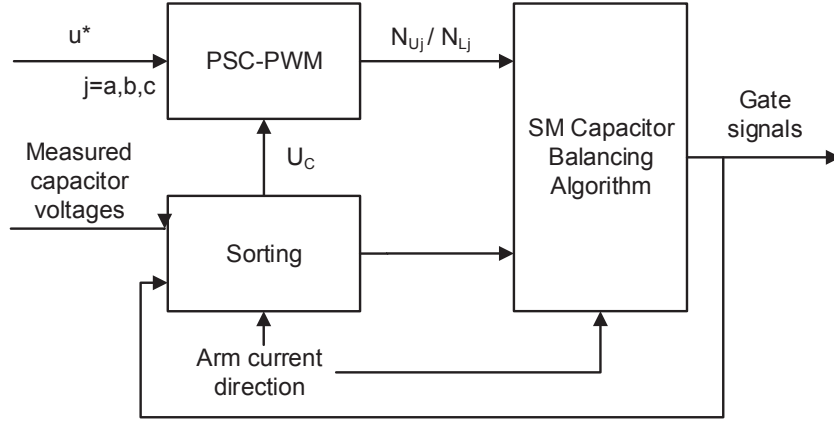 u*
j=a,b,c
PSC-PWM
N_Uj / N_Lj
SM Capacitor
Balancing
Algorithm
Gate
signals
Measured
capacitor
voltages
U_C
Sorting
Arm current
direction